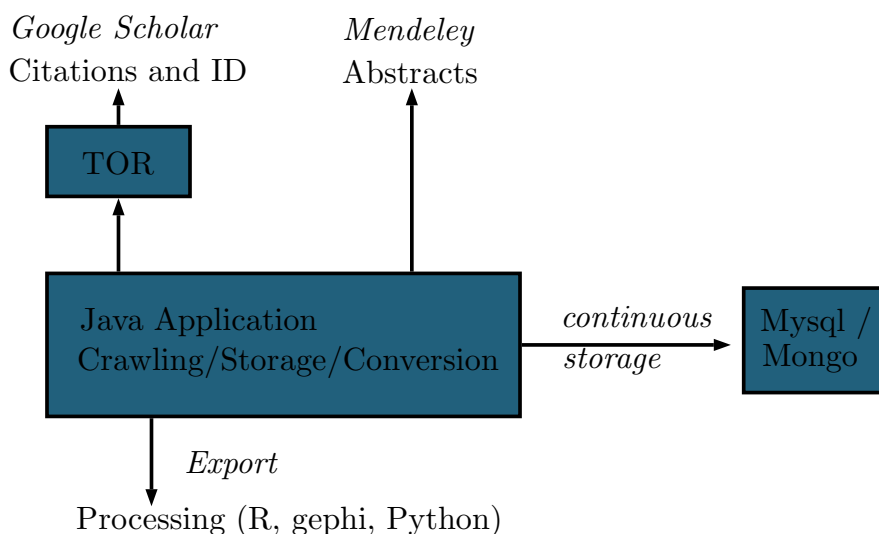 Google Scholar
Citations and ID
Mendeley
Abstracts
TOR
Java Application
Crawling/Storage/Conversion
continuous
storage
Mysql /
Mongo
Export
Processing (R, gephi, Python)